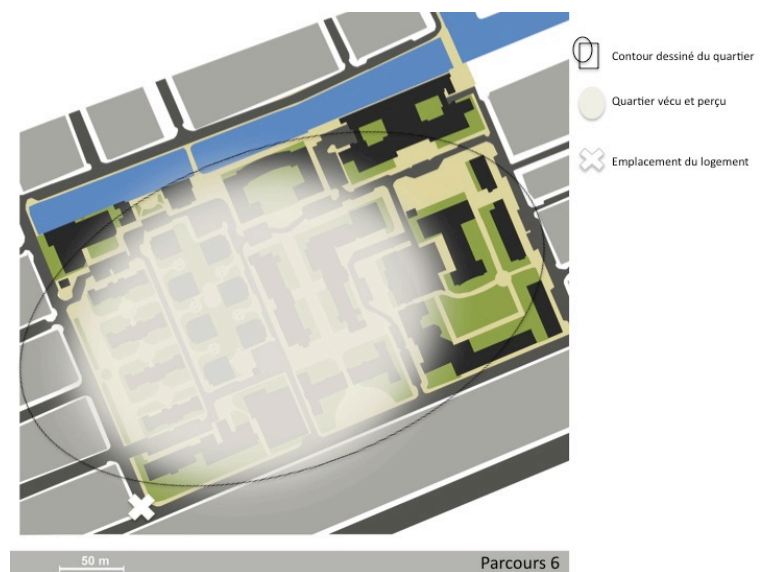 Contour dessiné du quartier
Quartier vécu et perçu
Emplacement du logement
50 m
Parcours 6